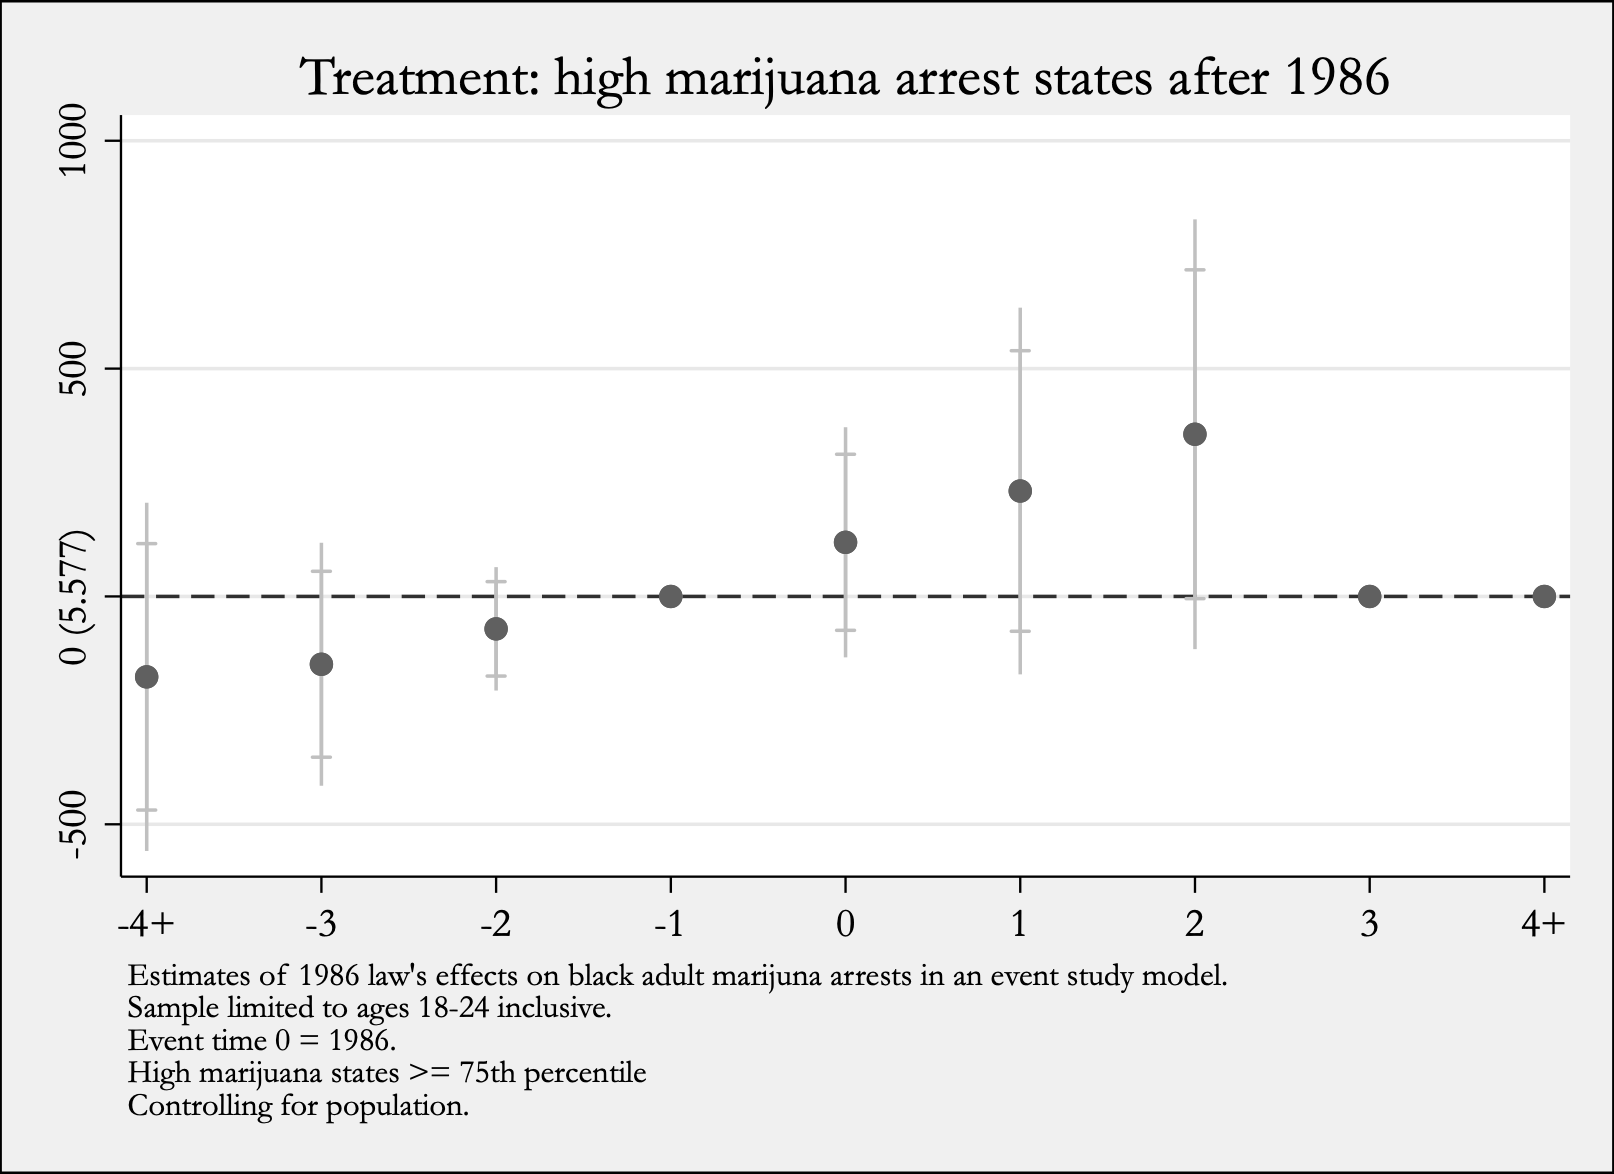 Treatment: high marijuana arrest states after 1986
1000
500
0 (5.577)
-500
-4+ -3 -2 -1 0 1 2 3 4+
Estimates of 1986 law's effects on black adult marijuna arrests in an event study model.
Sample limited to ages 18-24 inclusive.
Event time 0 = 1986.
High marijuana states >= 75th percentile
Controlling for population.